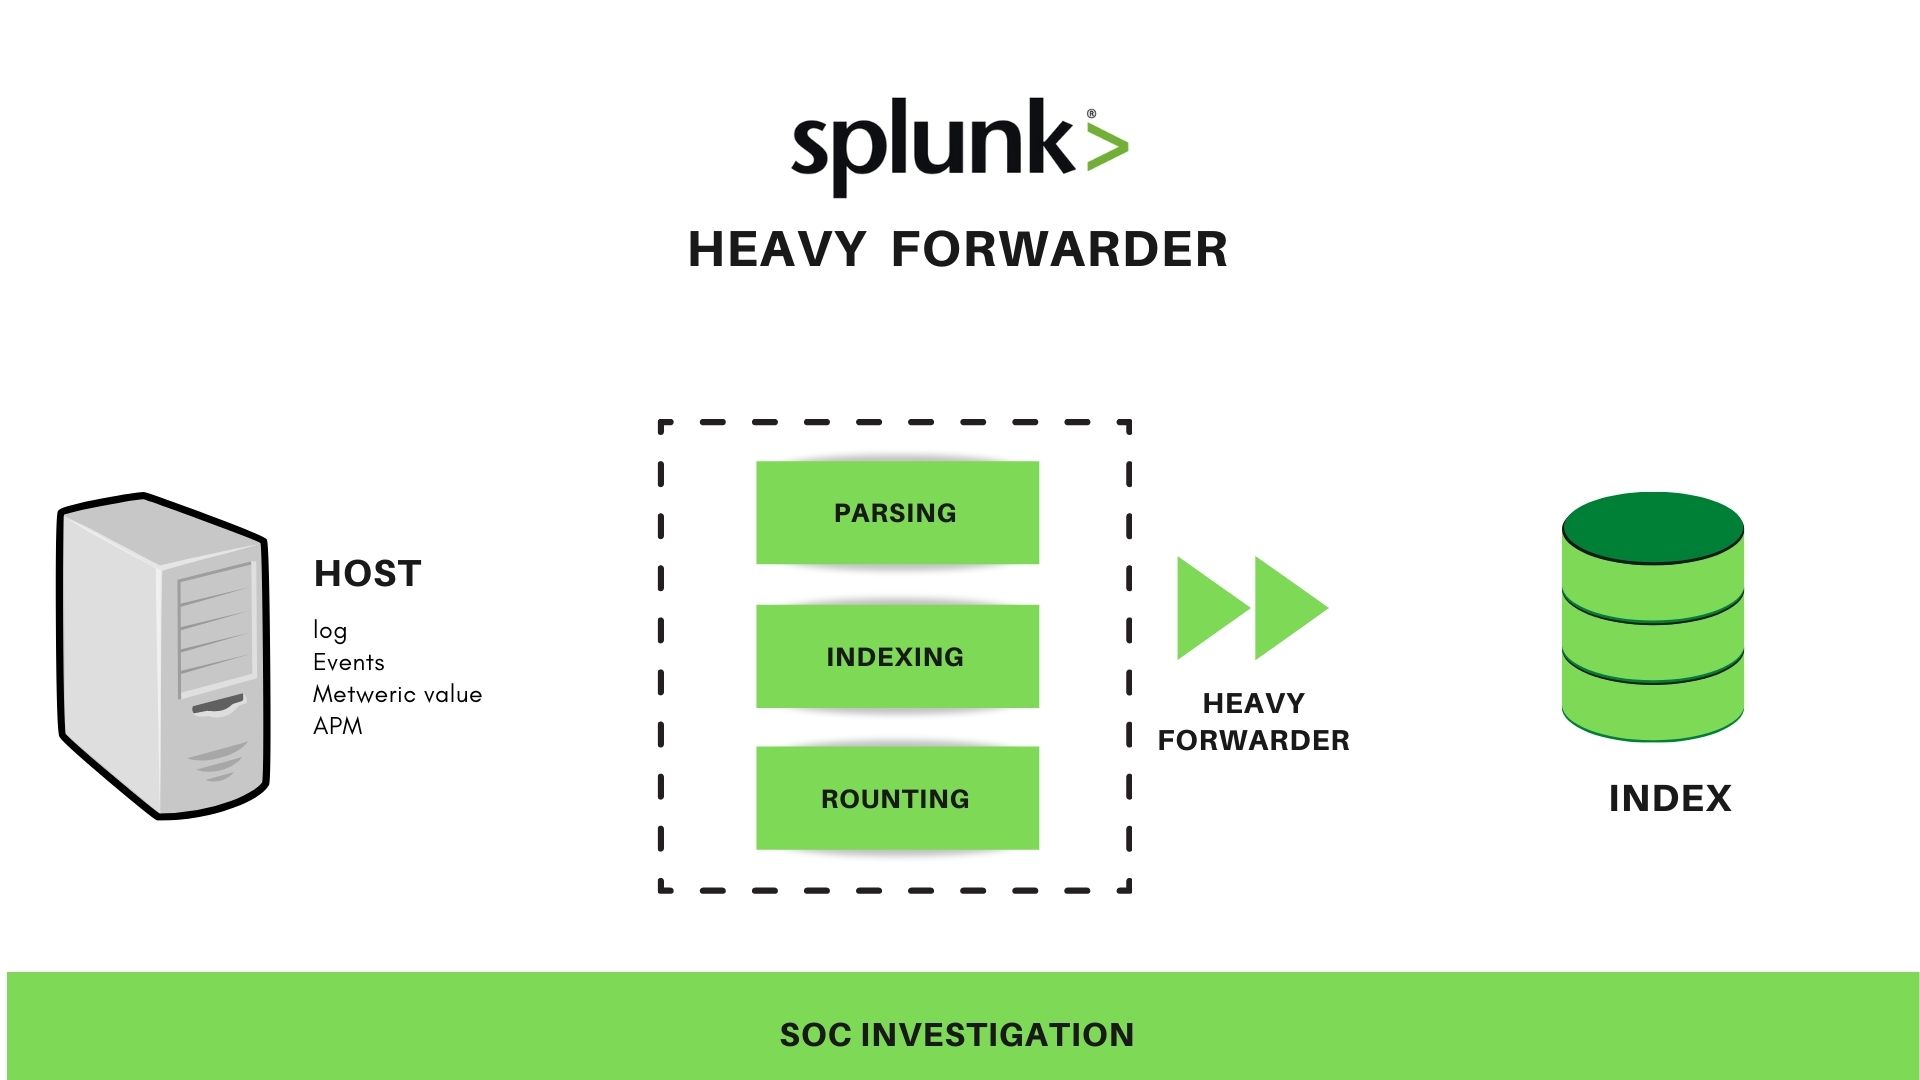 splunk>®
HEAVY FORWARDER
HOST
log
Events
Metweric value
APM
PARSING
INDEXING
ROUNTING
HEAVY
FORWARDER
INDEX
SOC INVESTIGATION